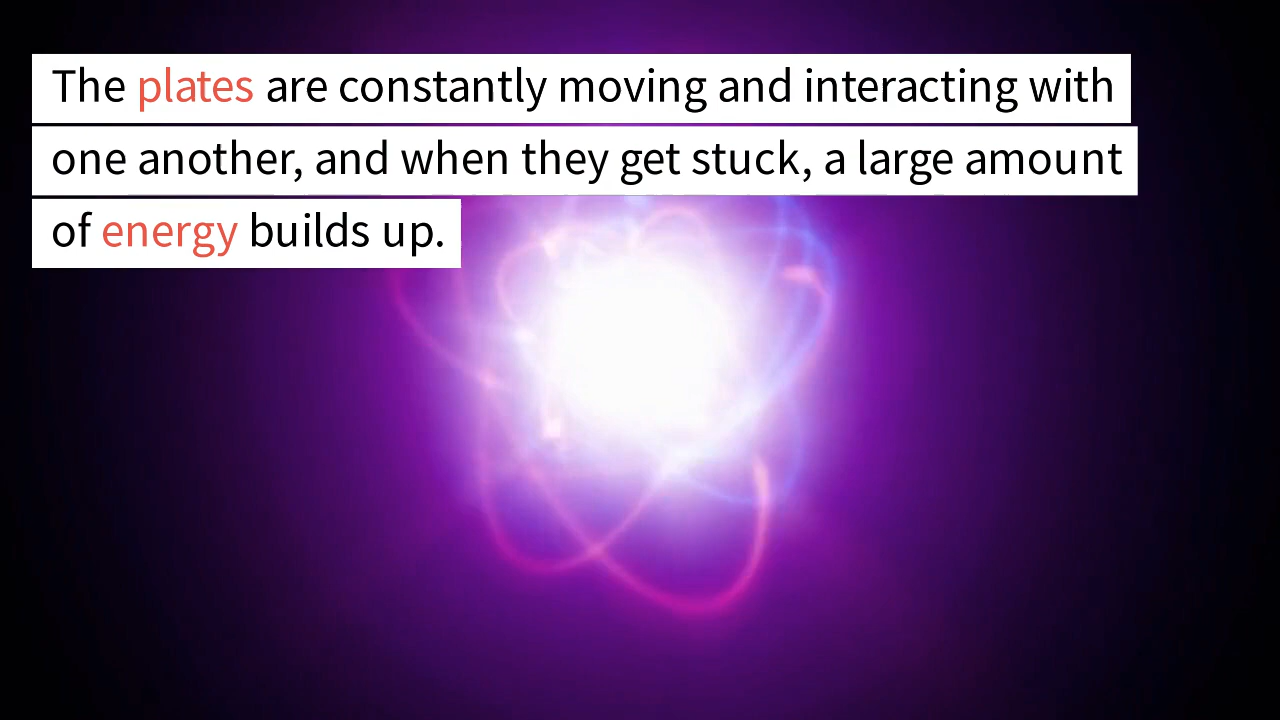 The plates are constantly moving and interacting with
one another, and when they get stuck, a large amount
of energy builds up.